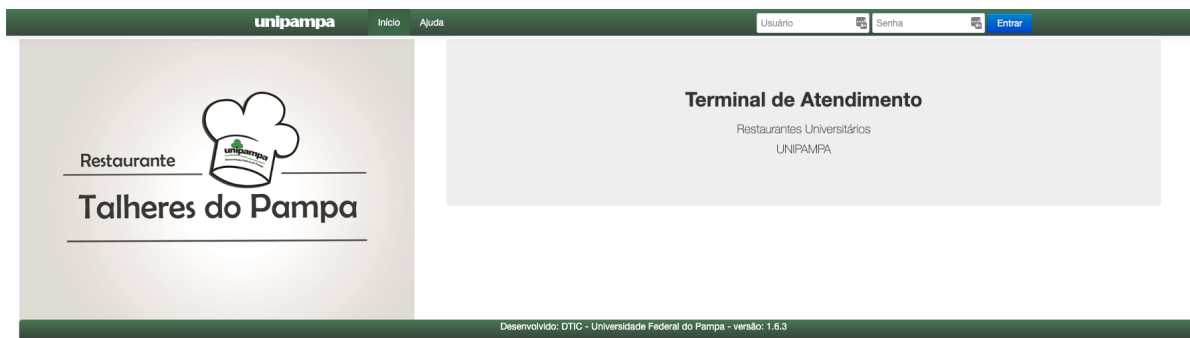 unipampa Início Ajuda Usuário Senha Entrar
Restaurante
unipampa
Talheres do Pampa
Terminal de Atendimento
Restaurantes Universitários
UNIPAMPA
Desenvolvido: DTIC - Universidade Federal do Pampa - versão: 1.6.3